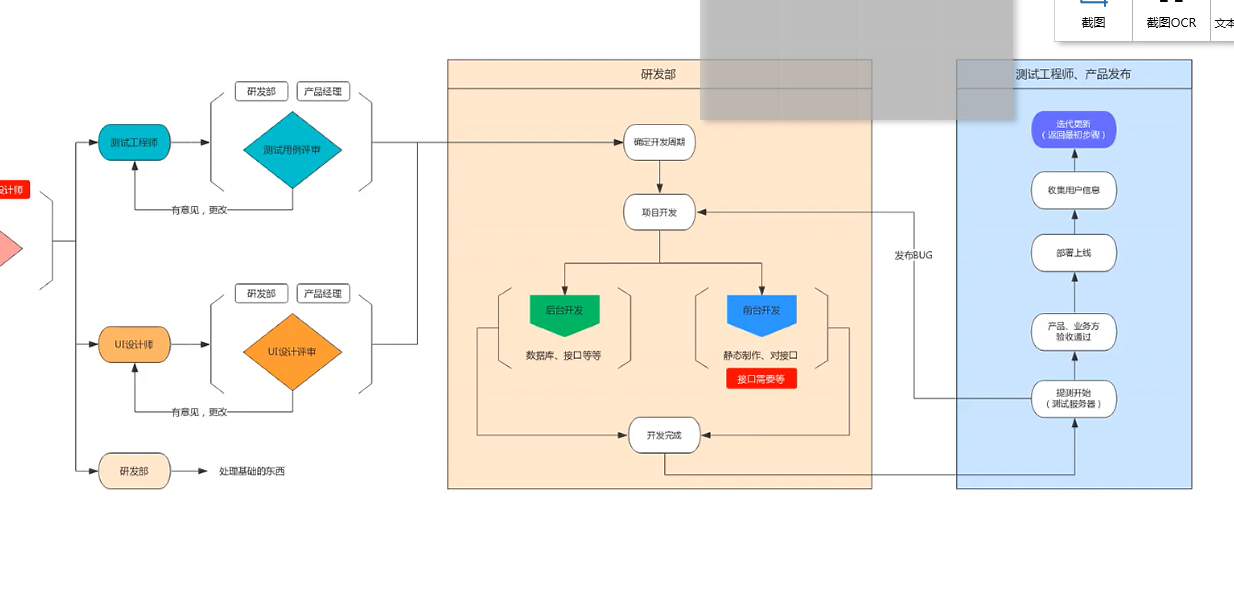 截图
截图OCR
文本
设计师
研发部
产品经理
测试工程师
测试用例评审
有意见，更改
研发部
产品经理
UI设计师
UI设计评审
有意见，更改
研发部
处理基础的东西
研发部
确定开发周期
项目开发
后台开发
数据库、接口等等
前台开发
静态制作、对接口
接口需要等
开发完成
发布BUG
测试工程师、产品发布
迭代更新
（返回最初步骤）
收集用户信息
部署上线
产品、业务方
验收通过
提测开始
（测试服务器）